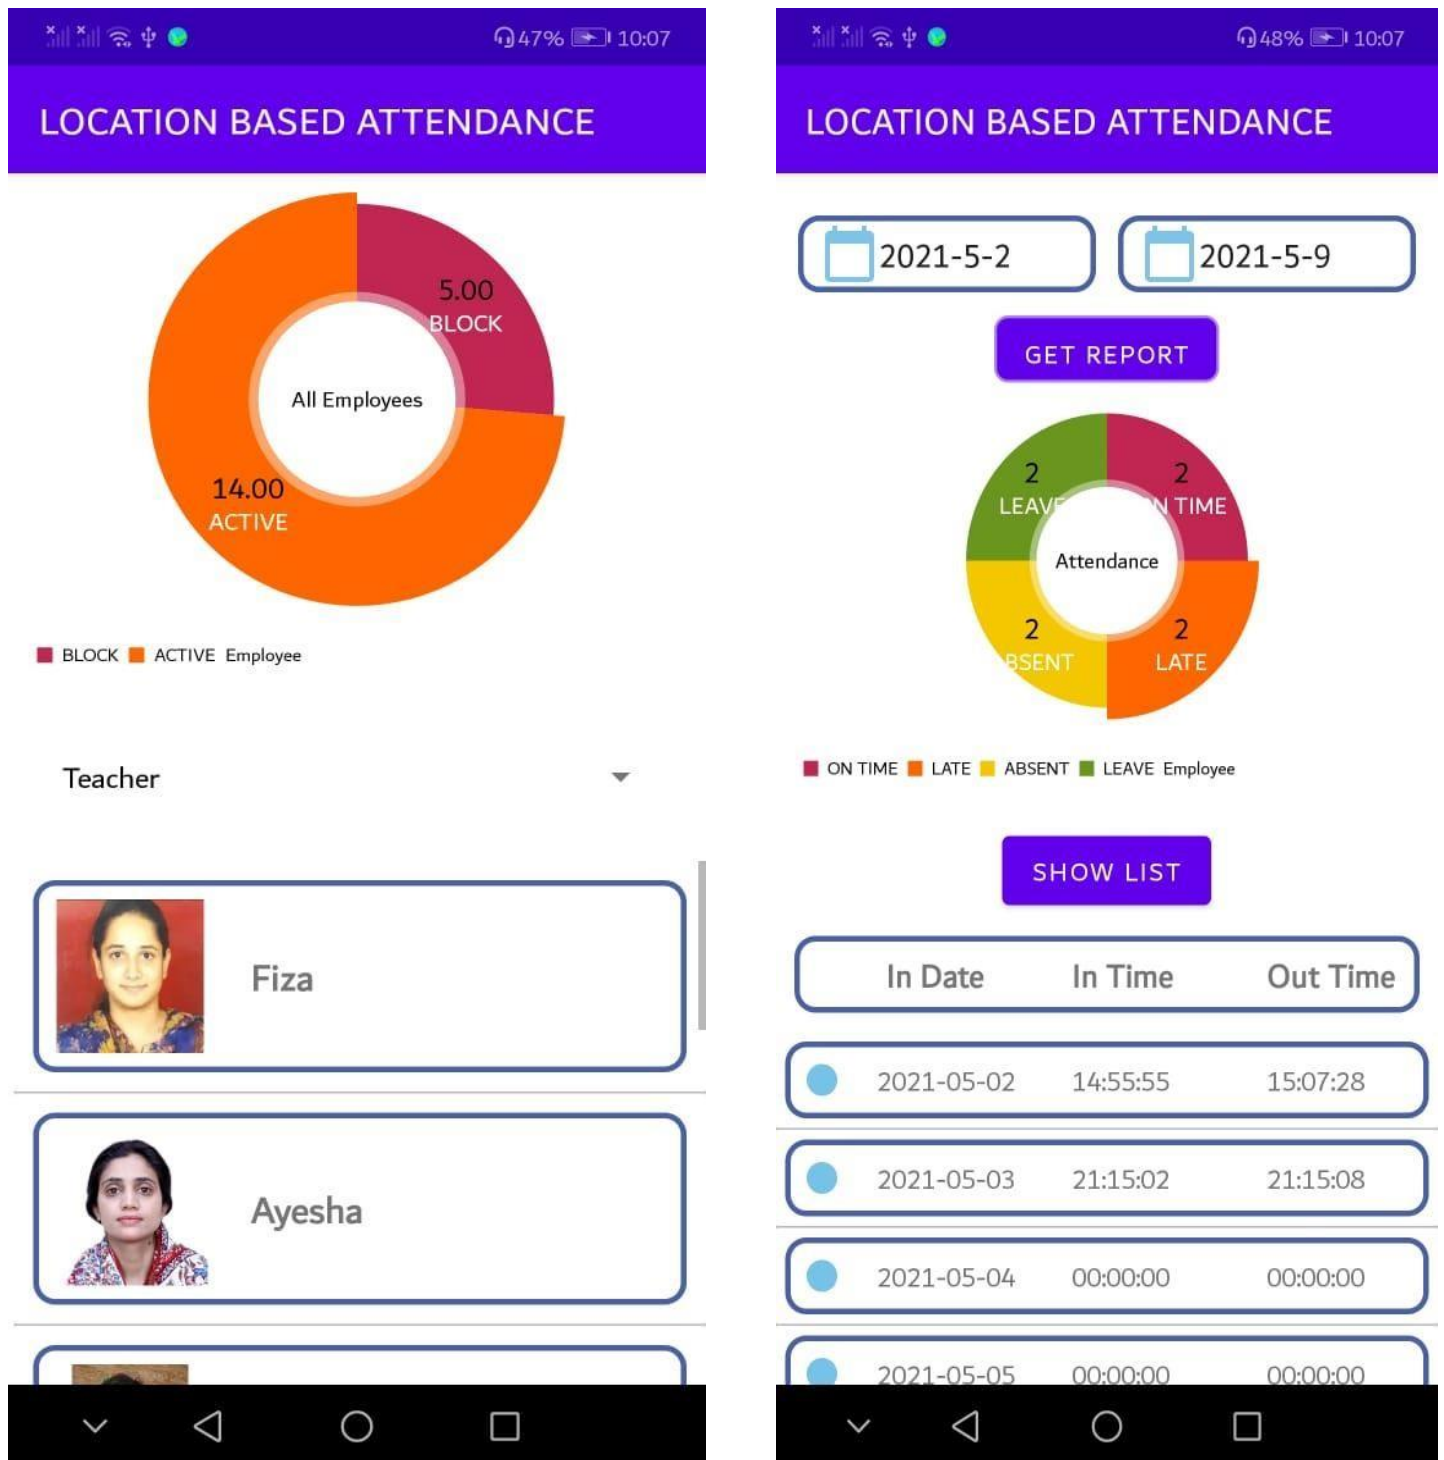 47% 10:07
LOCATION BASED ATTENDANCE
5.00
BLOCK
All Employees
14.00
ACTIVE
BLOCK ACTIVE Employee
Teacher
Fiza
Ayesha
48% 10:07
LOCATION BASED ATTENDANCE
2021-5-2 2021-5-9
GET REPORT
2 2
LEAVE ON TIME
Attendance
2 2
ABSENT LATE
ON TIME LATE ABSENT LEAVE Employee
SHOW LIST
In Date In Time Out Time
2021-05-02 14:55:55 15:07:28
2021-05-03 21:15:02 21:15:08
2021-05-04 00:00:00 00:00:00
2021-05-05 00:00:00 00:00:00